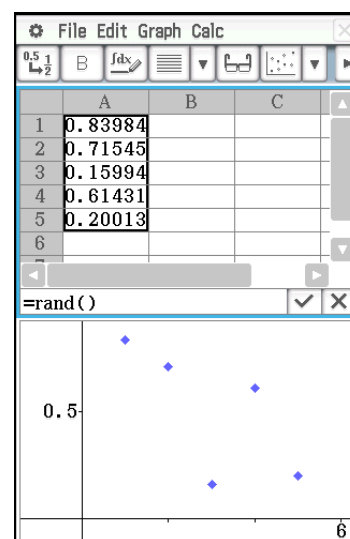 File Edit Graph Calc
0.5 1 2 B ∫dx
A B C
1 0.83984
2 0.71545
3 0.15994
4 0.61431
5 0.20013
6
=rand()
0.5
6